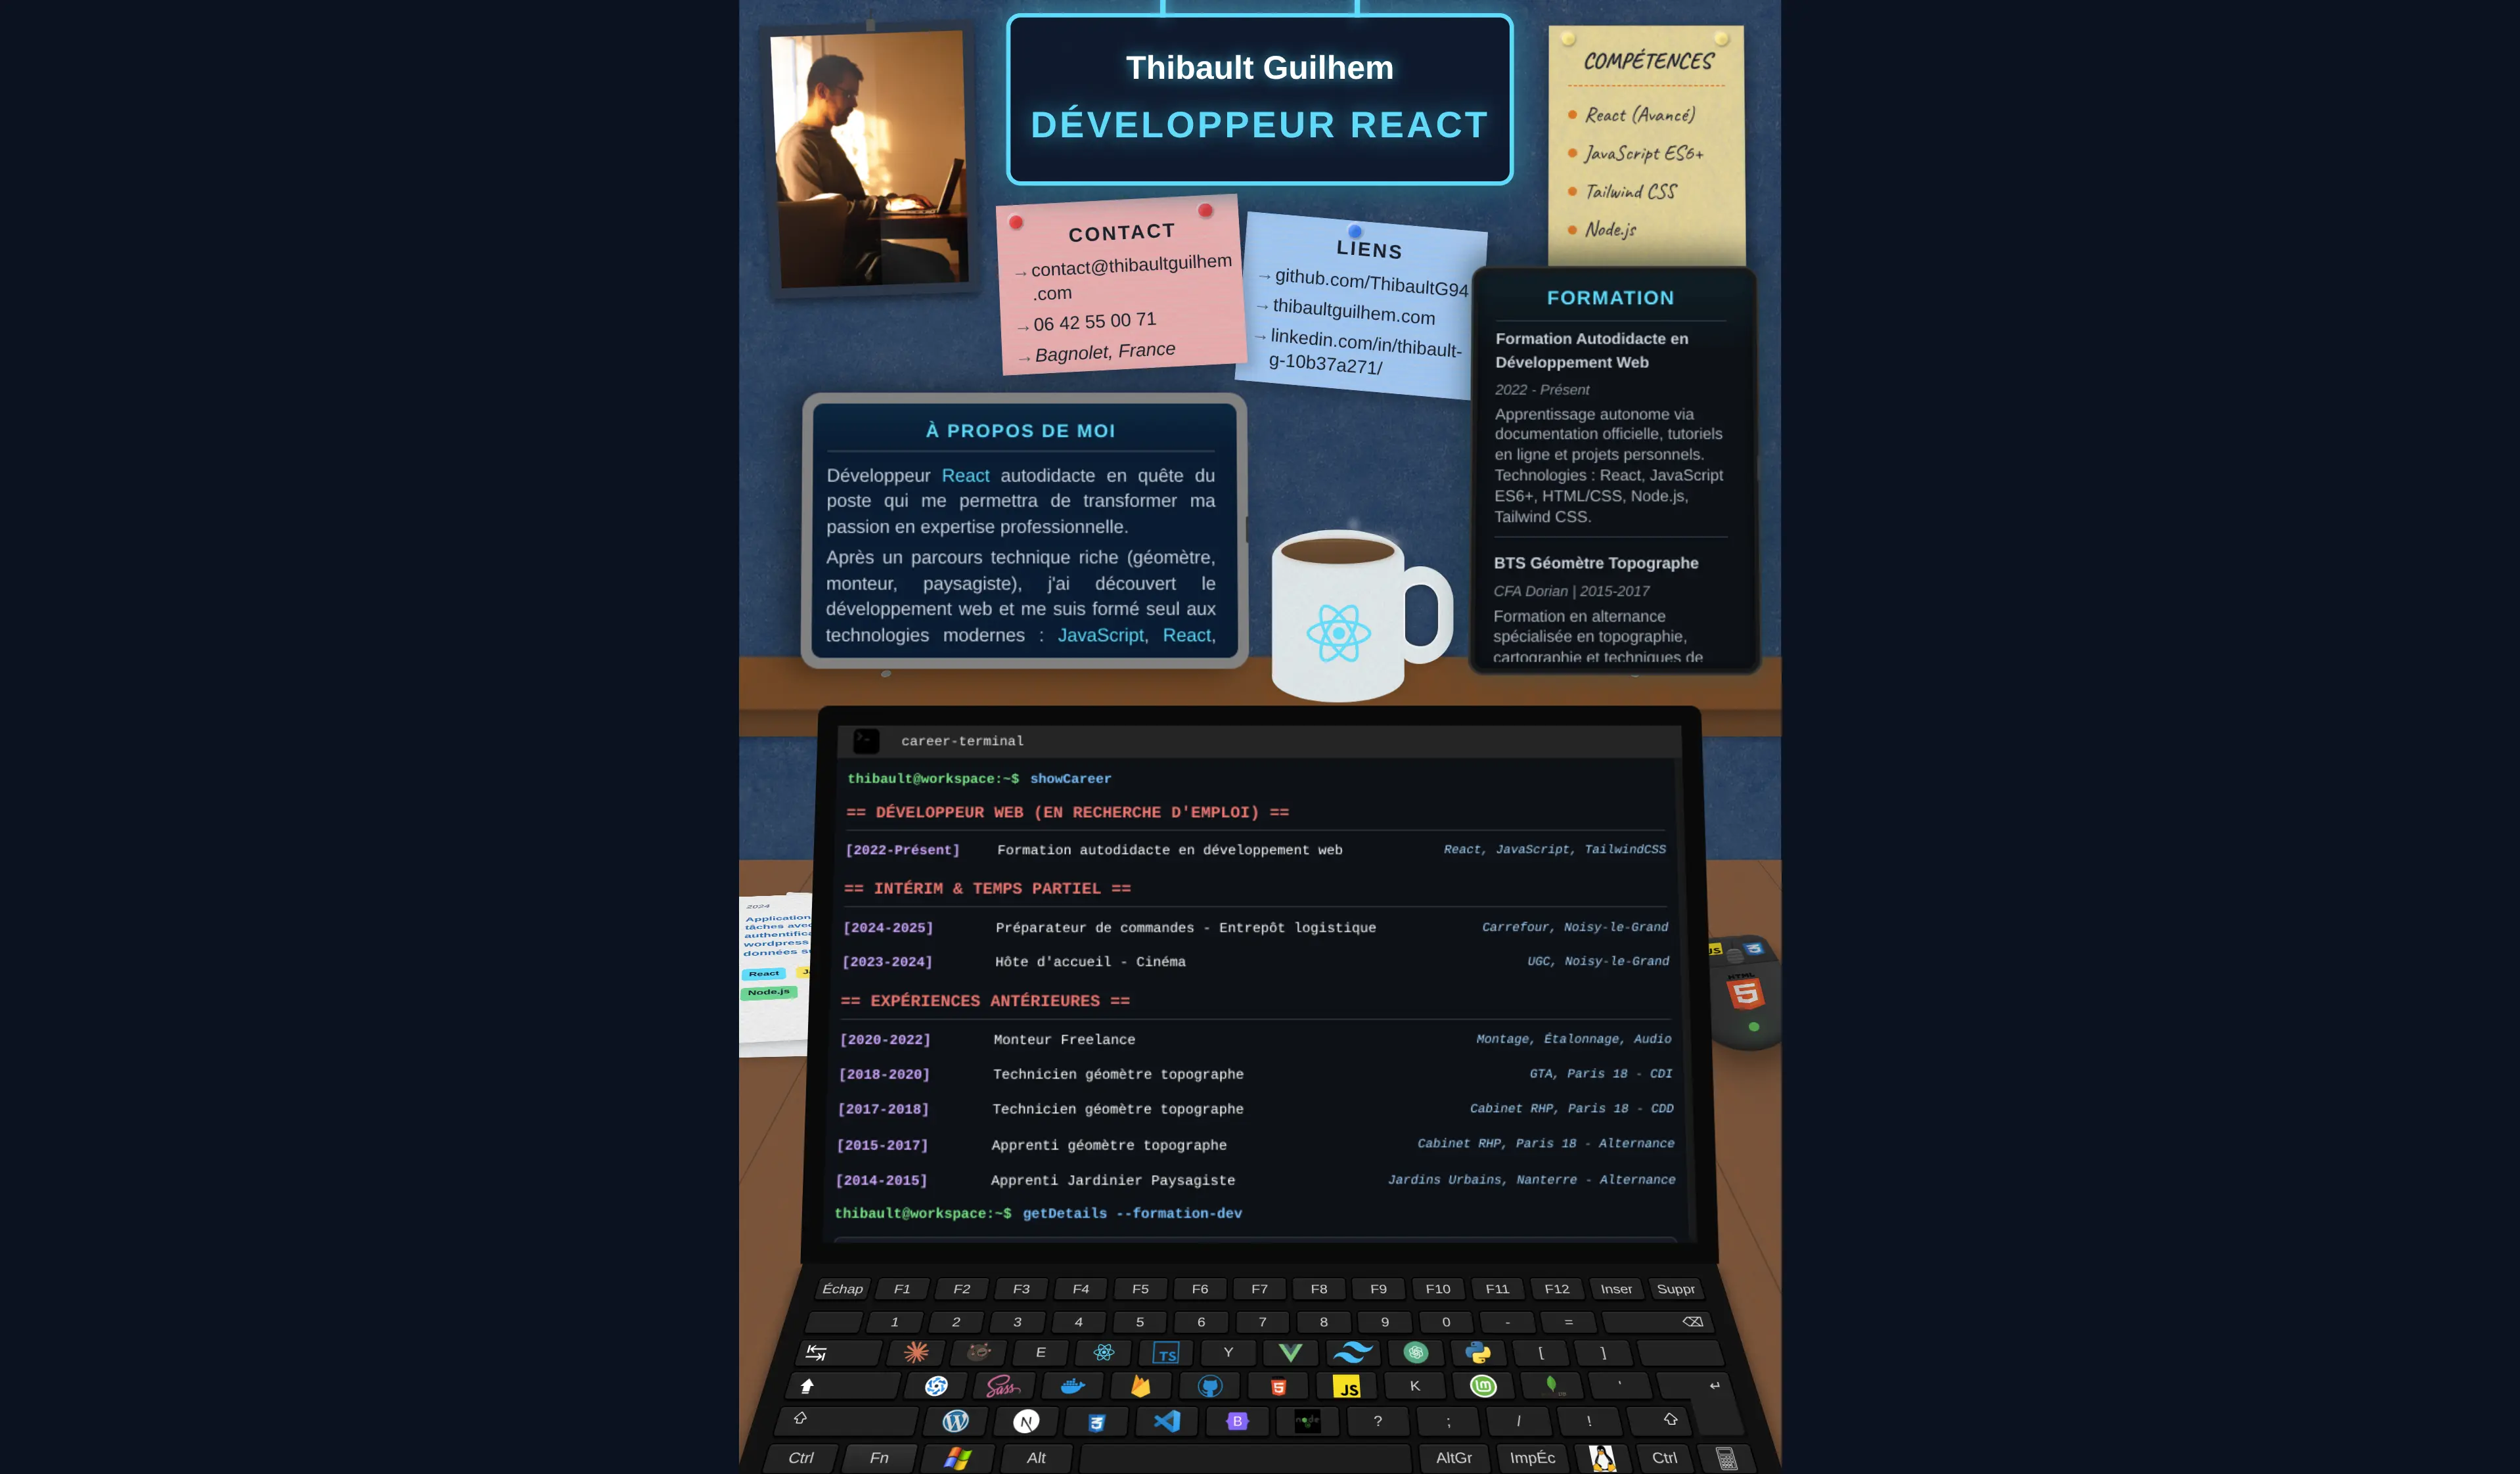 Thibault Guilhem
DÉVELOPPEUR REACT
COMPÉTENCES
React (Avancé)
JavaScript ES6+
Tailwind CSS
Node.js
CONTACT
→ contact@thibaultguilhem
.com
→ 06 42 55 00 71
→ Bagnolet, France
LIENS
→ github.com/ThibaultG94
→ thibaultguilhem.com
→ linkedin.com/in/thibault-
g-10b37a271/
FORMATION
Formation Autodidacte en
Développement Web
2022 - Présent
Apprentissage autonome via
documentation officielle, tutoriels
en ligne et projets personnels.
Technologies : React, JavaScript
ES6+, HTML/CSS, Node.js,
Tailwind CSS.
BTS Géomètre Topographe
CFA Dorian | 2015-2017
Formation en alternance
spécialisée en topographie,
cartographie et techniques de
À PROPOS DE MOI
Développeur React autodidacte en quête du
poste qui me permettra de transformer ma
passion en expertise professionnelle.
Après un parcours technique riche (géomètre,
monteur, paysagiste), j'ai découvert le
développement web et me suis formé seul aux
technologies modernes : JavaScript, React,
>-
career-terminal
thibault@workspace:~$ showCareer
== DÉVELOPPEUR WEB (EN RECHERCHE D'EMPLOI) ==
[2022-Présent] Formation autodidacte en développement web React, JavaScript, TailwindCSS
== INTÉRIM & TEMPS PARTIEL ==
[2024-2025] Préparateur de commandes - Entrepôt logistique Carrefour, Noisy-le-Grand
[2023-2024] Hôte d'accueil - Cinéma UGC, Noisy-le-Grand
== EXPÉRIENCES ANTÉRIEURES ==
[2020-2022] Monteur Freelance Montage, Étalonnage, Audio
[2018-2020] Technicien géomètre topographe GTA, Paris 18 - CDI
[2017-2018] Technicien géomètre topographe Cabinet RHP, Paris 18 - CDD
[2015-2017] Apprenti géomètre topographe Cabinet RHP, Paris 18 - Alternance
[2014-2015] Apprenti Jardinier Paysagiste Jardins Urbains, Nanterre - Alternance
thibault@workspace:~$ getDetails --formation-dev
2024
Application
tâches avec
authentific
wordpress
données s
React J
Node.js
JS 3
HTML
5
Échap F1 F2 F3 F4 F5 F6 F7 F8 F9 F10 F11 F12 Inser Suppr
1 2 3 4 5 6 7 8 9 0 - =
E TS Y [ ]
Sass 5 JS K '
N 3 B node ? ; / !
Ctrl Fn Alt AltGr ImpÉc Ctrl